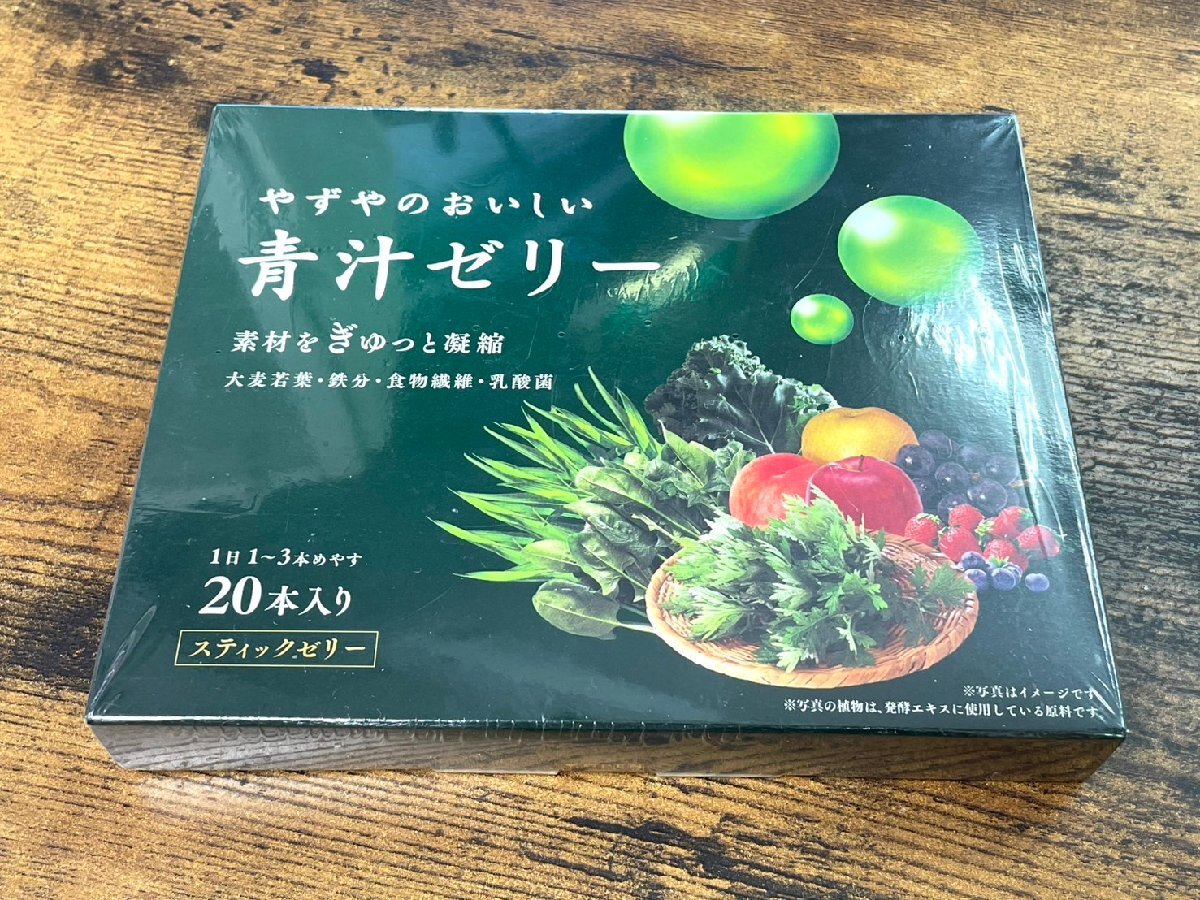 やずやのおいしい
青汁ゼリー
素材をぎゅっと凝縮
大麦若葉・鉄分・食物繊維・乳酸菌
1日1〜3本めやす
20本入り
スティックゼリー
※写真はイメージです
※写真の植物は、発酵エキスに使用している原料です